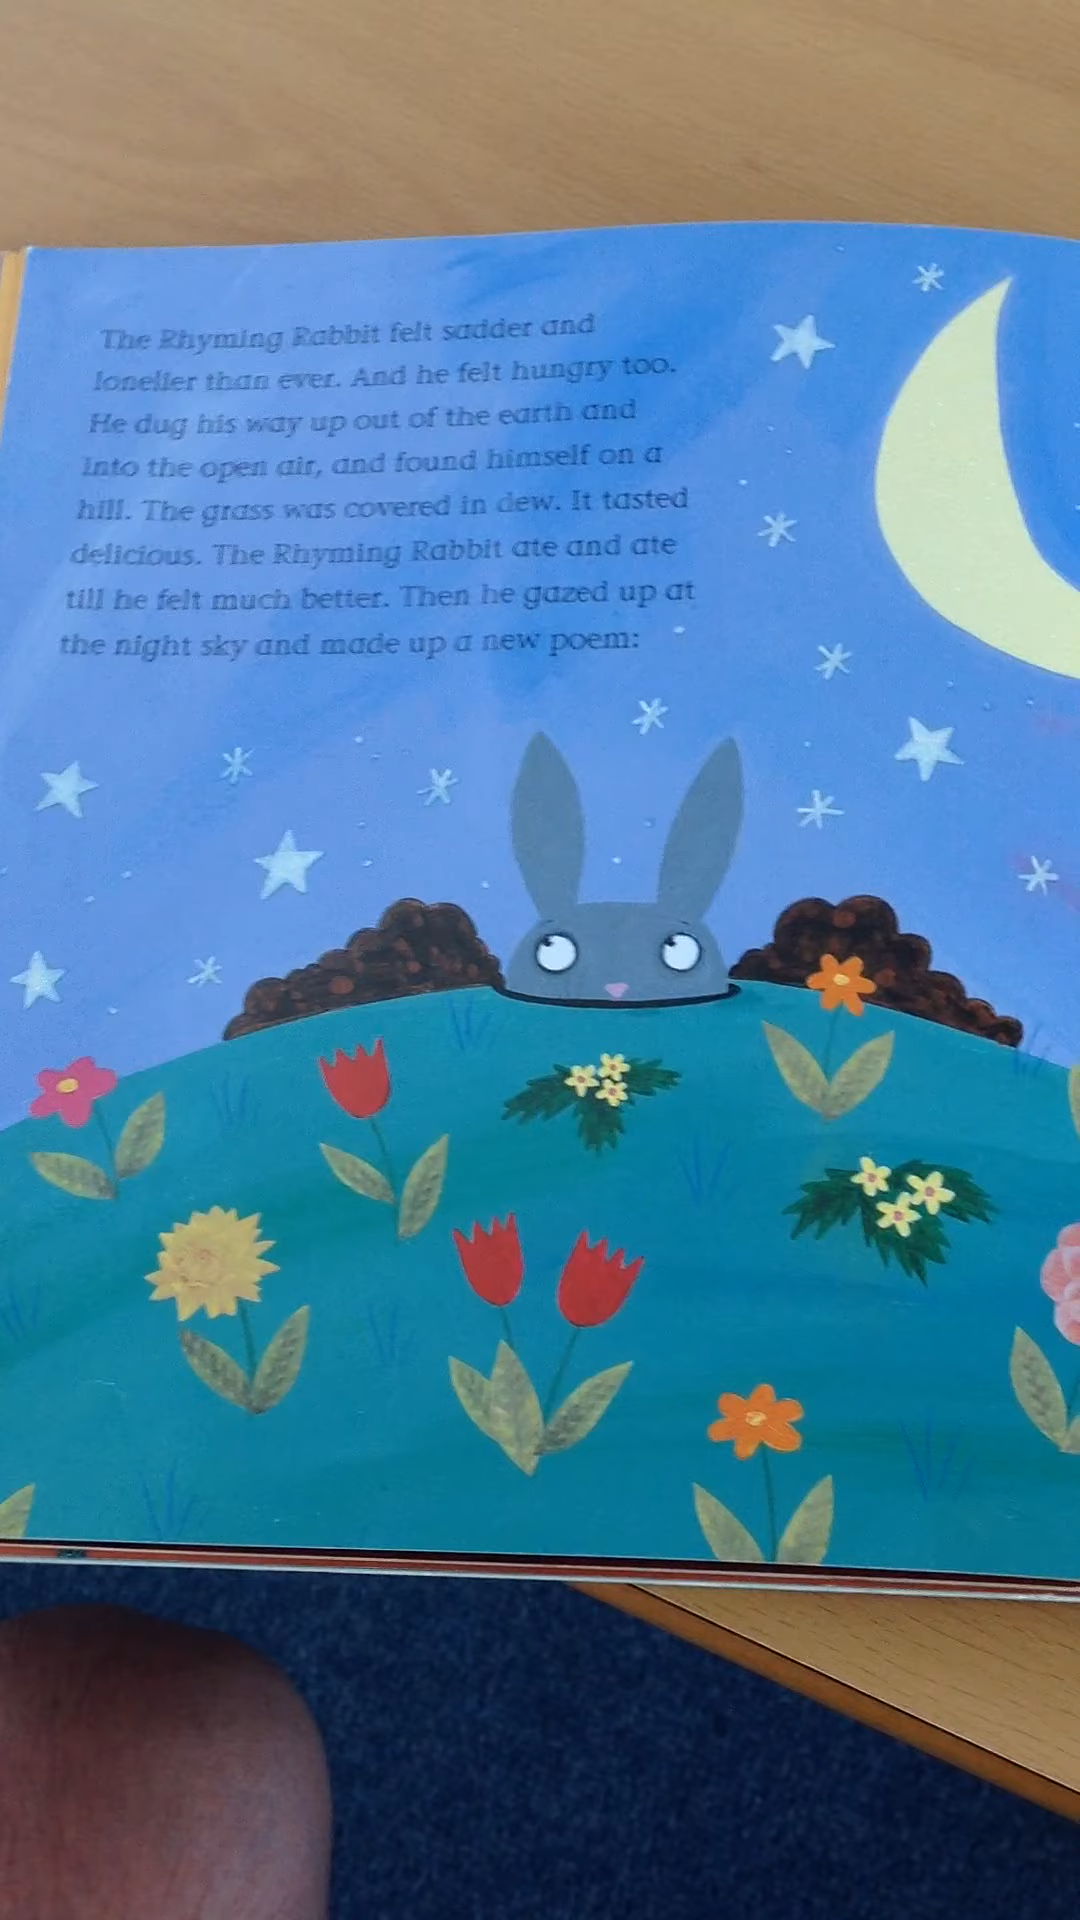 The Rhyming Rabbit felt sadder and
lonelier than ever. And he felt hungry too.
He dug his way up out of the earth and
into the open air, and found himself on a
hill. The grass was covered in dew. It tasted
delicious. The Rhyming Rabbit ate and ate
till he felt much better. Then he gazed up at
the night sky and made up a new poem: